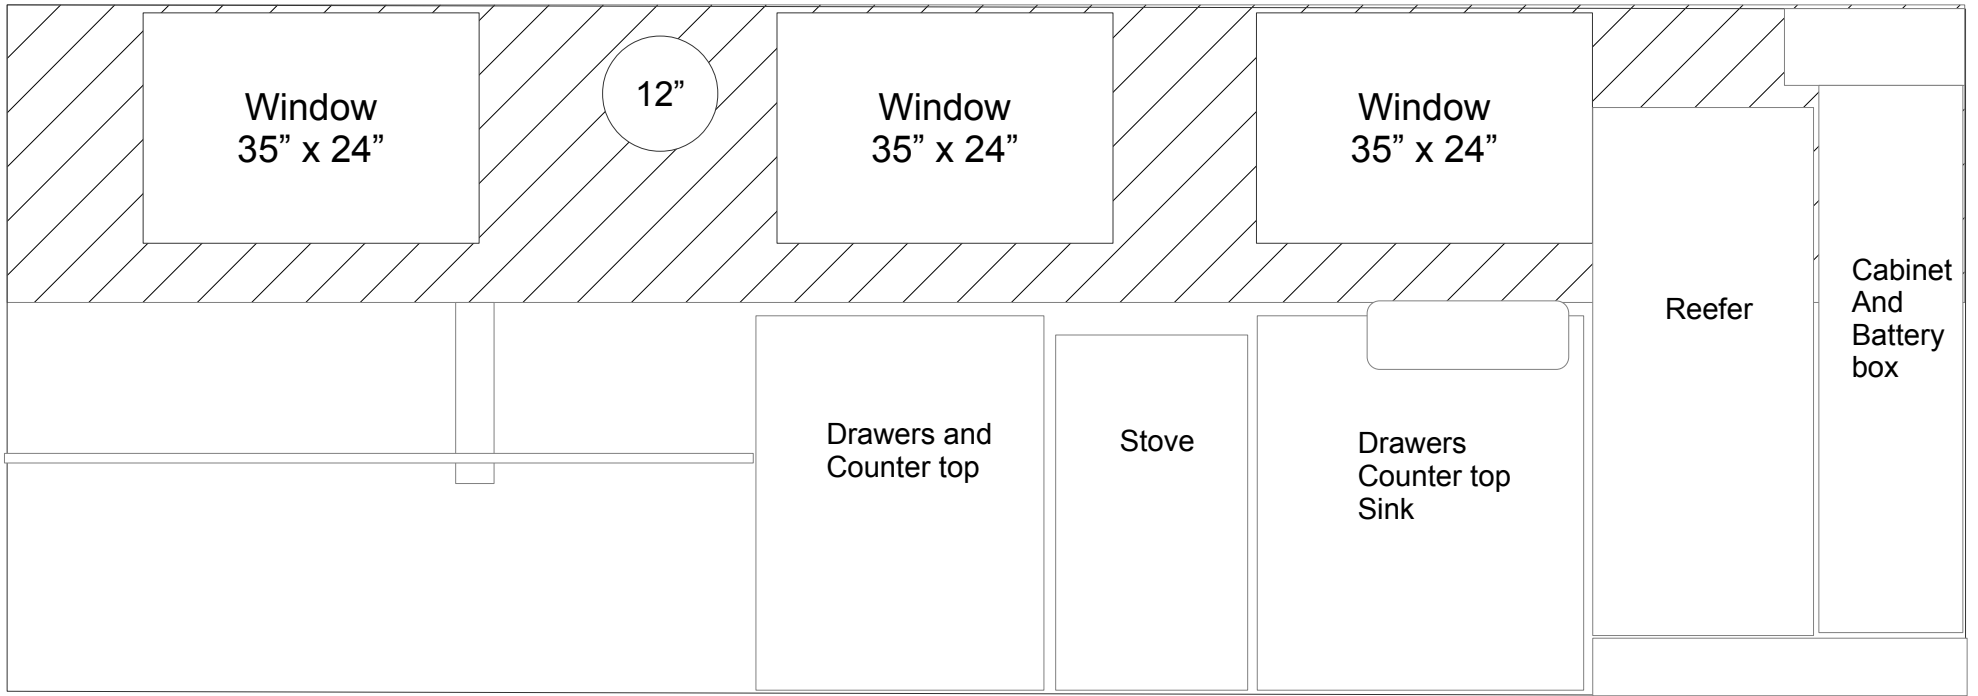 Window
35” x 24”
12”
Window
35” x 24”
Window
35” x 24”
Reefer
Cabinet
And
Battery
box
Drawers and
Counter top
Stove
Drawers
Counter top
Sink